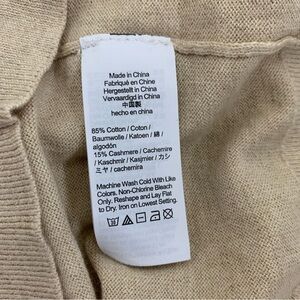 Made in China
Fabriqué en Chine
Hergestellt in China
Vervaardigd in China
中国製
hecho en china
85% Cotton / Coton /
Baumwolle / Katoen / 綿 /
algodón
15% Cashmere / Cachemire
/ Kaschmir / Kasjmier / カシ
ミヤ / cachemira
Machine Wash Cold With Like
Colors. Non-Chlorine Bleach
Only. Reshape and Lay Flat
to Dry. Iron on Lowest Setting.